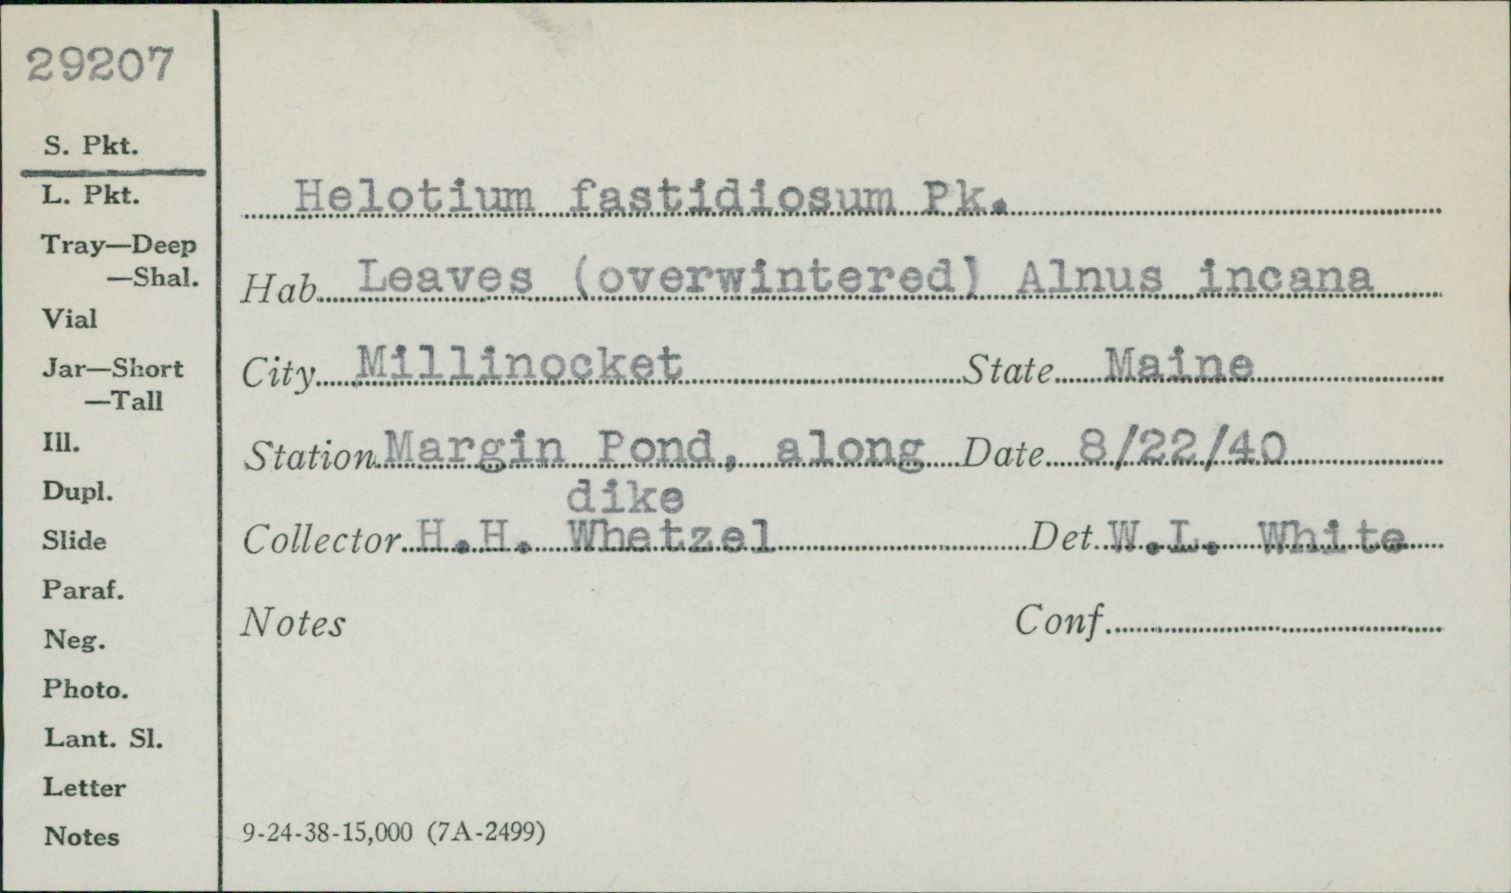 29207
S. Pkt.
L. Pkt.
Tray—Deep
—Shal.
Vial
Jar—Short
—Tall
Ill.
Dupl.
Slide
Paraf.
Neg.
Photo.
Lant. Sl.
Letter
Notes
Helotium fastidiosum Pk.
Hab. Leaves (overwintered) Alnus incana
City Millinocket State Maine
Station Margin Pond, along Date 8/22/40
dike
Collector H.H. Whetzel Det. W.L. White
Notes Conf.
9-24-38-15,000 (7A-2499)